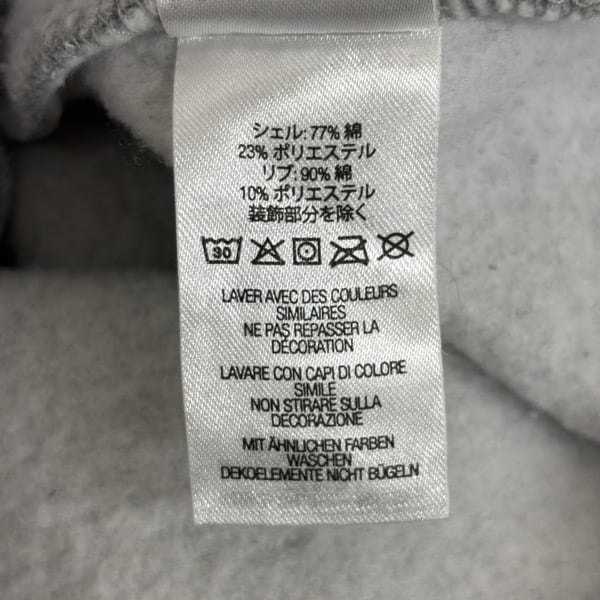 シェル: 77% 綿
23% ポリエステル
リブ: 90% 綿
10% ポリエステル
装飾部分を除く
30
LAVER AVEC DES COULEURS
SIMILAIRES
NE PAS REPASSER LA
DÉCORATION
LAVARE CON CAPI DI COLORE
SIMILE
NON STIRARE SULLA
DECORAZIONE
MIT ÄHNLICHEN FARBEN
WASCHEN
DEKOELEMENTE NICHT BÜGELN